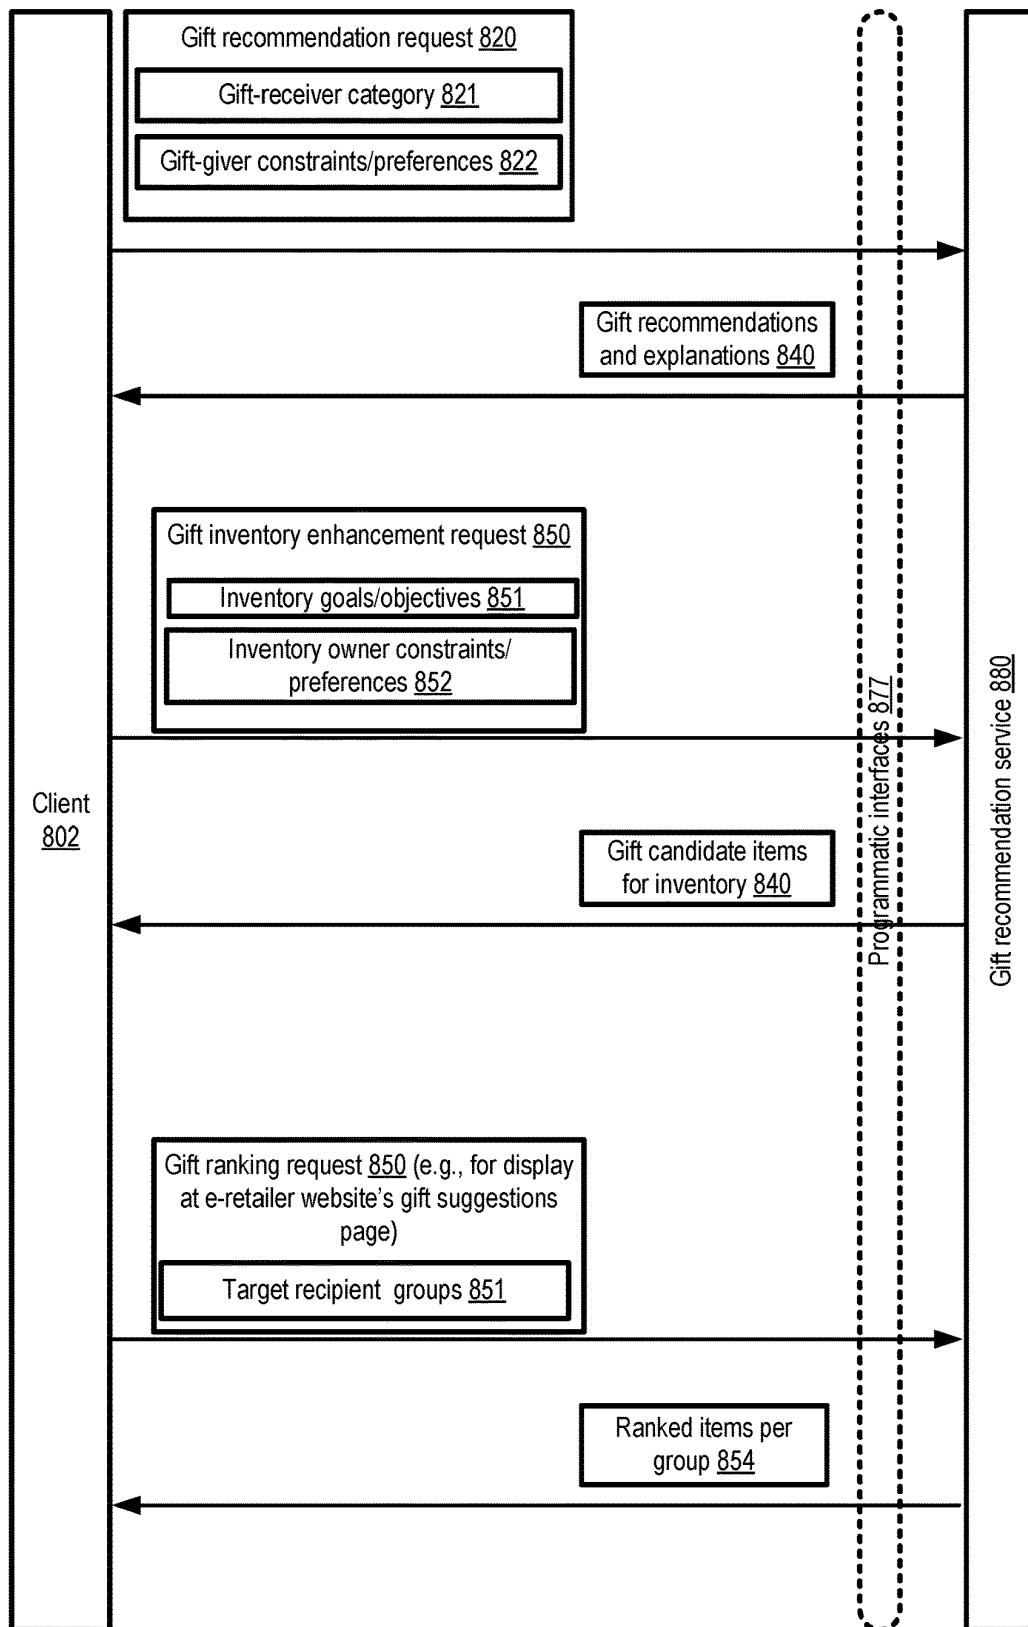 Gift recommendation request 820
Gift-receiver category 821
Gift-giver constraints/preferences 822
Gift recommendations
and explanations 840
Gift inventory enhancement request 850
Inventory goals/objectives 851
Inventory owner constraints/
preferences 852
Client
802
Gift candidate items
for inventory 840
Programmatic interfaces 877
Gift recommendation service 880
Gift ranking request 850 (e.g., for display
at e-retailer website's gift suggestions
page)
Target recipient groups 851
Ranked items per
group 854